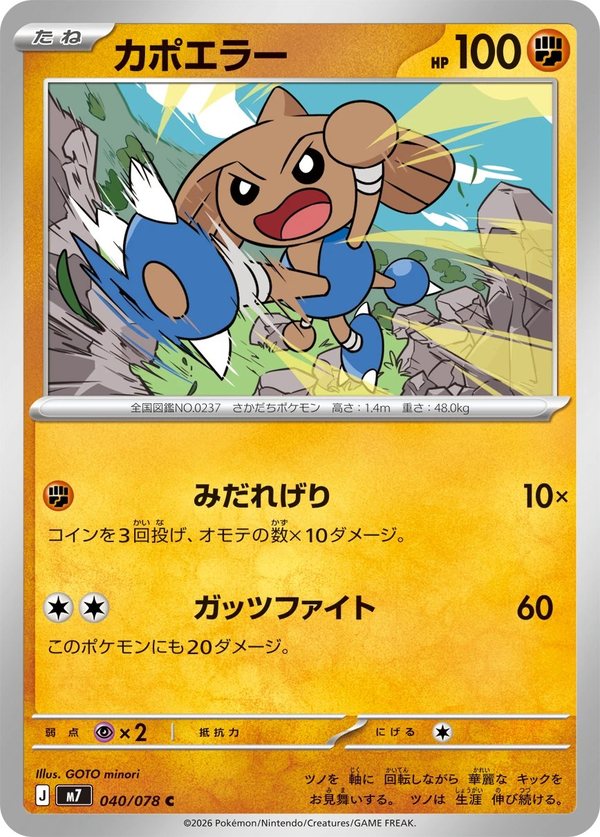 たね カポエラー HP 100
全国図鑑NO.0237 さかだちポケモン 高さ:1.4m 重さ:48.0kg
みだれげり 10×
コインを3回投げ、オモテの数×10ダメージ。
ガッツファイト 60
このポケモンにも20ダメージ。
弱点 ×2 抵抗力 にげる
Illus. GOTO minori
J m7 040/078 C
ツノを 軸に 回転しながら 華麗な キックを
お見舞いする。 ツノは 生涯 伸び続ける。
©2026 Pokémon/Nintendo/Creatures/GAME FREAK.